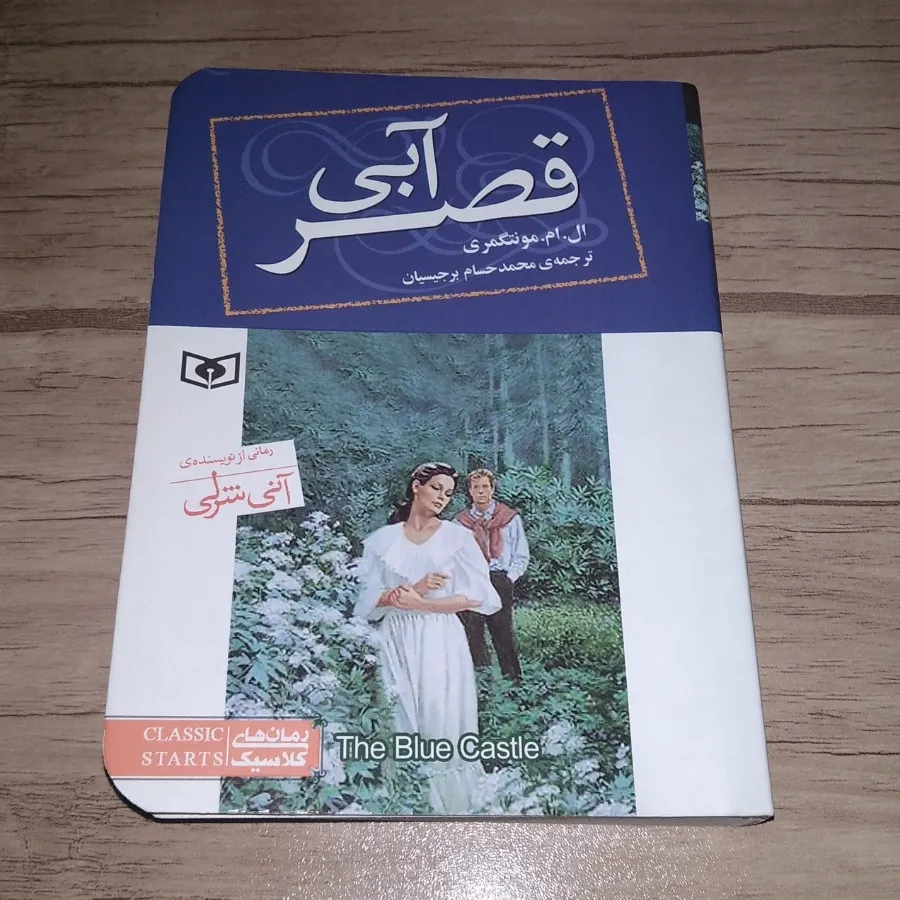 قصر آبی
ال. ام. مونتگمری
ترجمه‌ی محمدحسام برجیسیان
رمانی از نویسنده‌ی
آنی شرلی
CLASSIC
STARTS
رمان‌های
کلاسیک
The Blue Castle